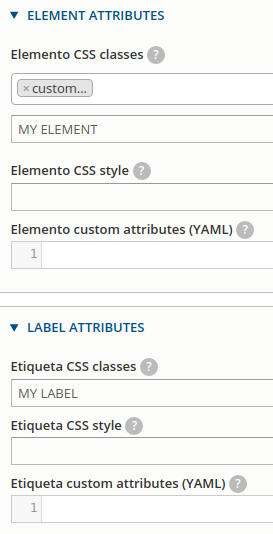 ▼ ELEMENT ATTRIBUTES
Elemento CSS classes ?
× custom...
MY ELEMENT
Elemento CSS style ?
Elemento custom attributes (YAML) ?
1
▼ LABEL ATTRIBUTES
Etiqueta CSS classes ?
MY LABEL
Etiqueta CSS style ?
Etiqueta custom attributes (YAML) ?
1